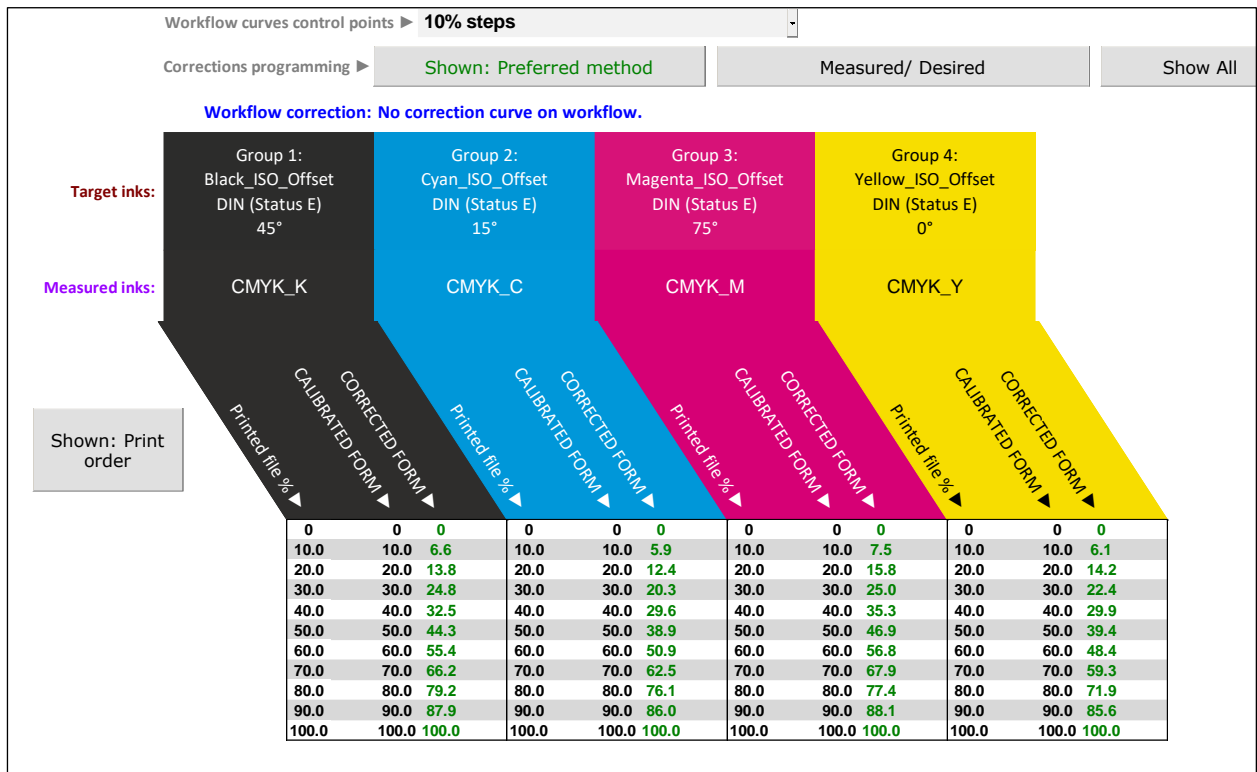 Workflow curves control points ► 10% steps
Corrections programming ► Shown: Preferred method Measured/ Desired Show All
Workflow correction: No correction curve on workflow.
Target inks:
Group 1:
Black_ISO_Offset
DIN (Status E)
45°
Group 2:
Cyan_ISO_Offset
DIN (Status E)
15°
Group 3:
Magenta_ISO_Offset
DIN (Status E)
75°
Group 4:
Yellow_ISO_Offset
DIN (Status E)
0°
Measured inks: CMYK_K CMYK_C CMYK_M CMYK_Y
Shown: Print
order
Printed file % ▼
CALIBRATED FORM ▼
CORRECTED FORM ▼
Printed file % ▼
CALIBRATED FORM ▼
CORRECTED FORM ▼
Printed file % ▼
CALIBRATED FORM ▼
CORRECTED FORM ▼
Printed file % ▼
CALIBRATED FORM ▼
CORRECTED FORM ▼
0 0 0 0 0 0 0 0 0 0 0 0
10.0 10.0 6.6 10.0 10.0 5.9 10.0 10.0 7.5 10.0 10.0 6.1
20.0 20.0 13.8 20.0 20.0 12.4 20.0 20.0 15.8 20.0 20.0 14.2
30.0 30.0 24.8 30.0 30.0 20.3 30.0 30.0 25.0 30.0 30.0 22.4
40.0 40.0 32.5 40.0 40.0 29.6 40.0 40.0 35.3 40.0 40.0 29.9
50.0 50.0 44.3 50.0 50.0 38.9 50.0 50.0 46.9 50.0 50.0 39.4
60.0 60.0 55.4 60.0 60.0 50.9 60.0 60.0 56.8 60.0 60.0 48.4
70.0 70.0 66.2 70.0 70.0 62.5 70.0 70.0 67.9 70.0 70.0 59.3
80.0 80.0 79.2 80.0 80.0 76.1 80.0 80.0 77.4 80.0 80.0 71.9
90.0 90.0 87.9 90.0 90.0 86.0 90.0 90.0 88.1 90.0 90.0 85.6
100.0 100.0 100.0 100.0 100.0 100.0 100.0 100.0 100.0 100.0 100.0 100.0